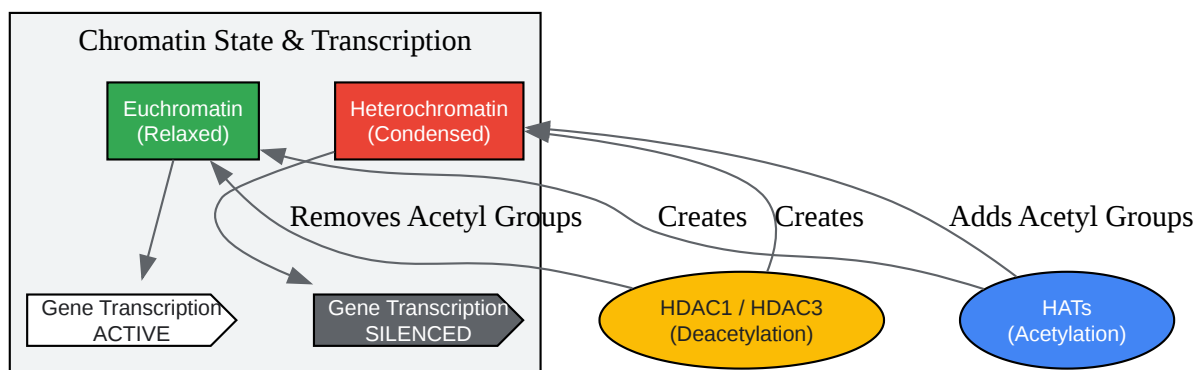 Chromatin State & Transcription
Euchromatin
(Relaxed)
Heterochromatin
(Condensed)
Removes Acetyl Groups
Creates
Creates
Adds Acetyl Groups
Gene Transcription
ACTIVE
Gene Transcription
SILENCED
HDAC1 / HDAC3
(Deacetylation)
HATs
(Acetylation)